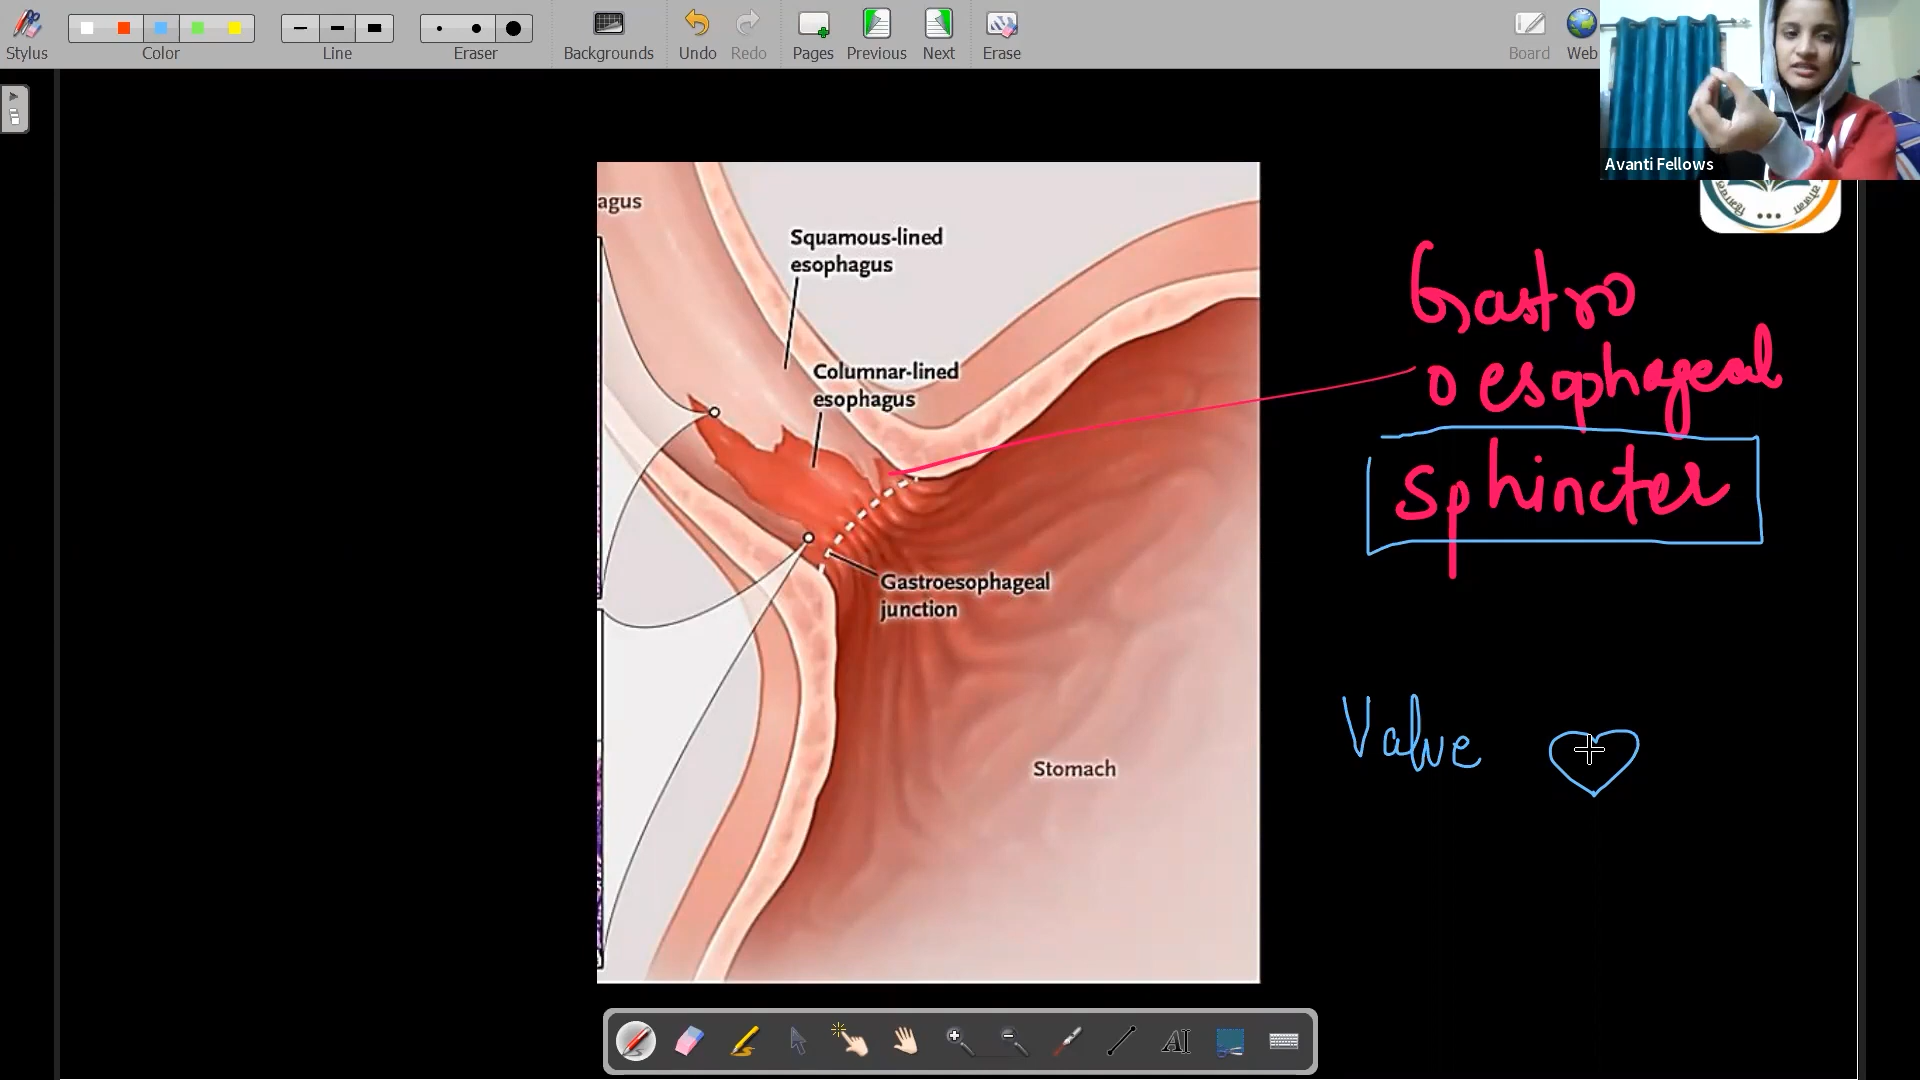 Stylus
Color
Line
Eraser
Backgrounds
Undo
Redo
Pages
Previous
Next
Erase
Board
Web
Avanti Fellows
agus
Squamous-lined
esophagus
Columnar-lined
esophagus
Gastroesophageal
junction
Stomach
Gastro
oesophageal
Sphincter
Valve
AI